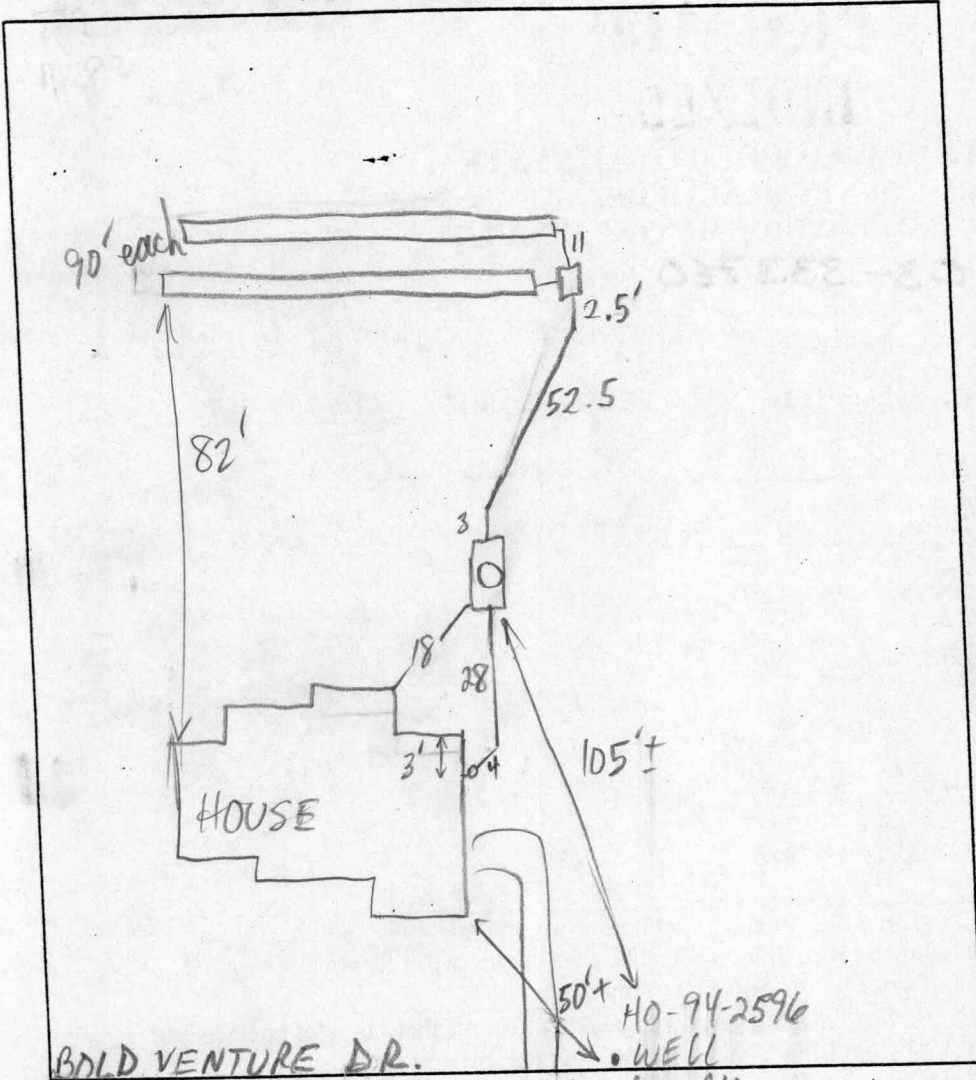 90' each
11
2.5'
52.5
82'
3
18
28
3'
4
105'±
HOUSE
50'+
HO-94-2596
WELL
BOLD VENTURE DR.